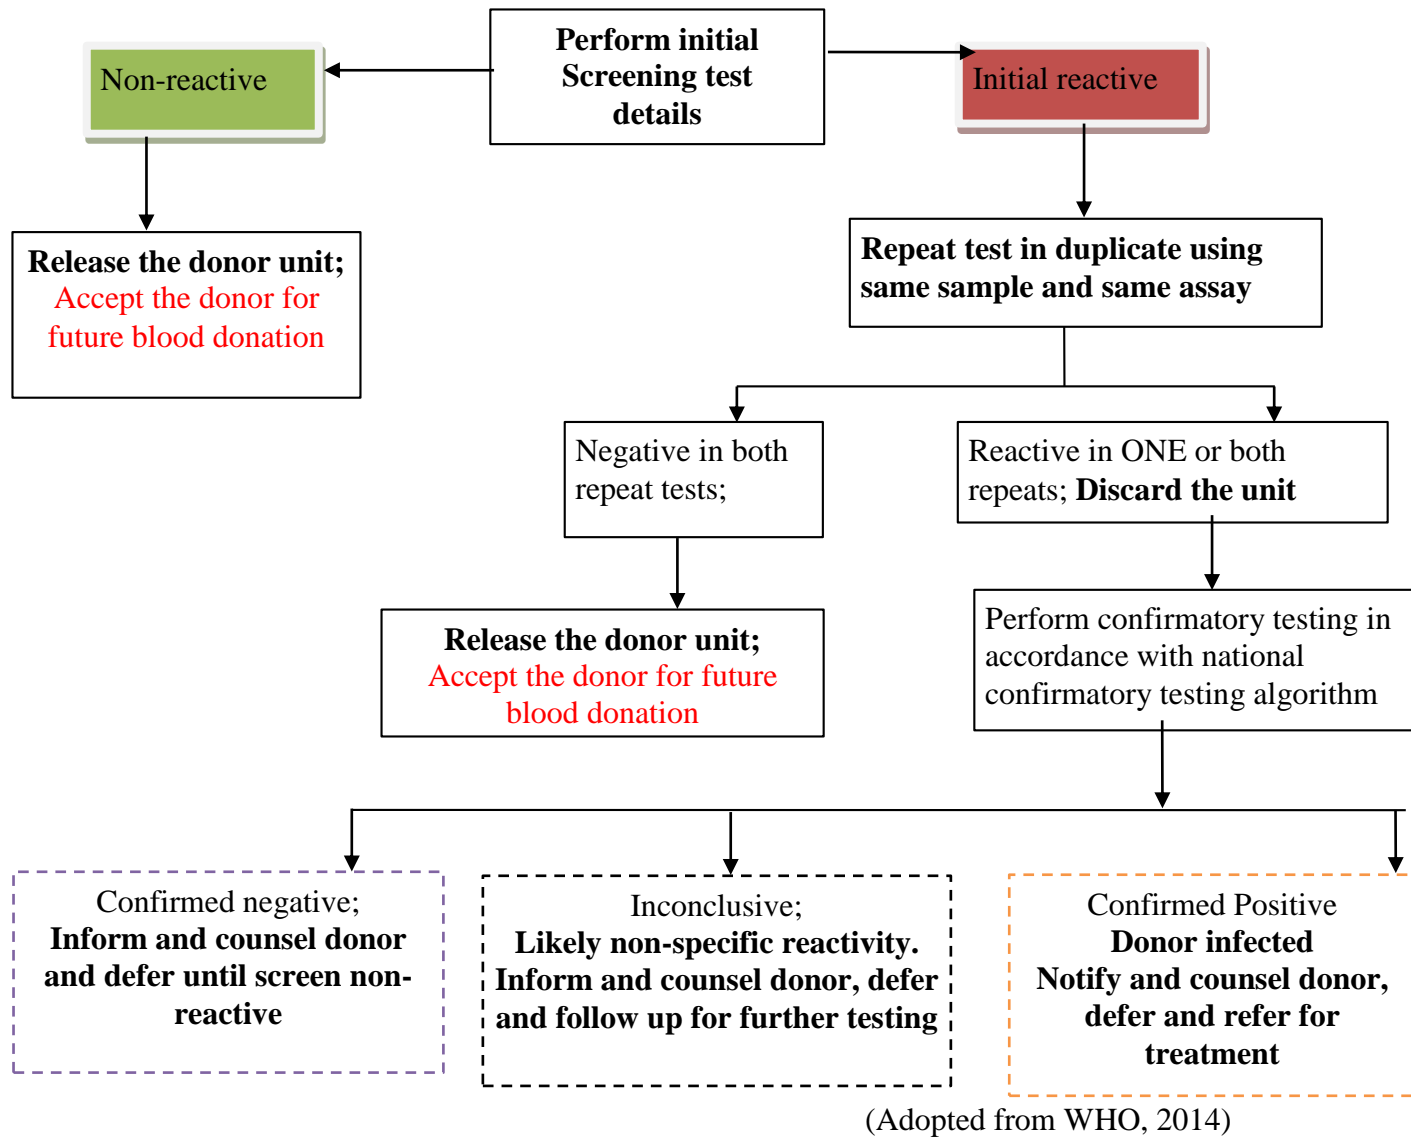 Perform initial
Screening test
details
Non-reactive
Initial reactive
Release the donor unit;
Accept the donor for
future blood donation
Repeat test in duplicate using
same sample and same assay
Negative in both
repeat tests;
Reactive in ONE or both
repeats; Discard the unit
Release the donor unit;
Accept the donor for future
blood donation
Perform confirmatory testing in
accordance with national
confirmatory testing algorithm
Confirmed negative;
Inform and counsel donor
and defer until screen non-
reactive
Inconclusive;
Likely non-specific reactivity.
Inform and counsel donor, defer
and follow up for further testing
Confirmed Positive
Donor infected
Notify and counsel donor,
defer and refer for
treatment
(Adopted from WHO, 2014)